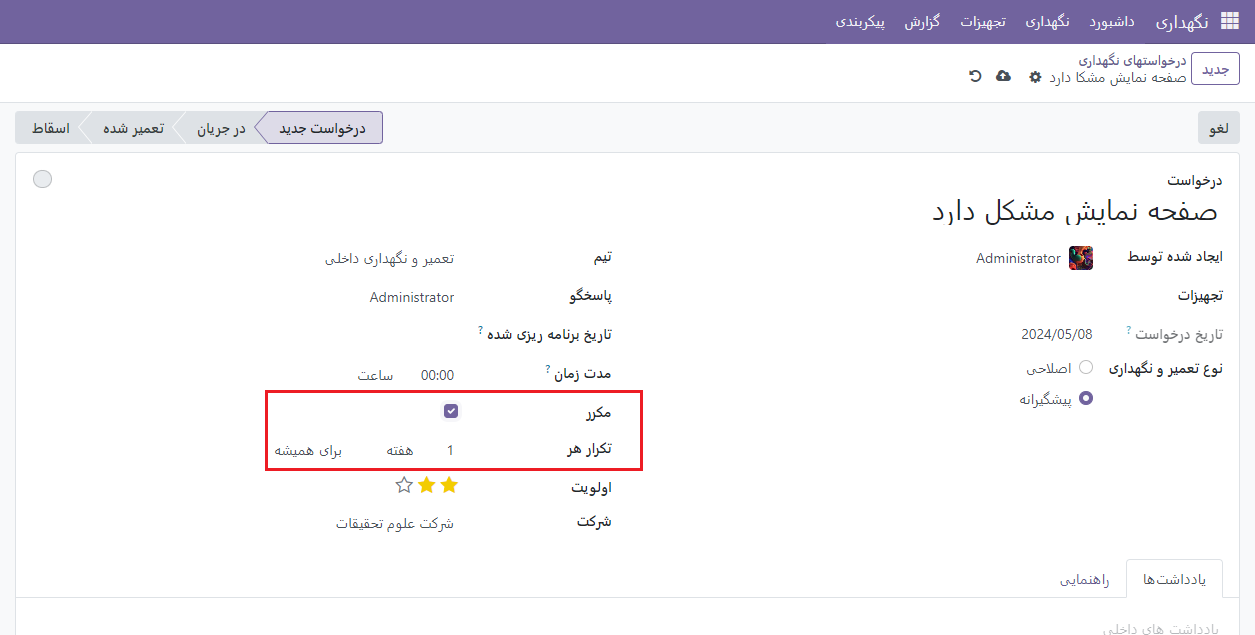 نگهداری داشبورد نگهداری تجهیزات گزارش پیکربندی
جدید
درخواستهای نگهداری
صفحه نمایش مشکا دارد
لغو
درخواست جدید در جریان تعمیر شده اسقاط
درخواست
صفحه نمایش مشکل دارد
ایجاد شده توسط Administrator
تجهیزات
تاریخ درخواست ? 2024/05/08
نوع تعمیر و نگهداری اصلاحی
پیشگیرانه
تیم تعمیر و نگهداری داخلی
پاسخگو Administrator
تاریخ برنامه ریزی شده ?
مدت زمان ? 00:00 ساعت
مکرر
تکرار هر 1 هفته برای همیشه
اولویت
شرکت شرکت علوم تحقیقات
یادداشت‌ها راهنمایی
یادداشت های داخلی